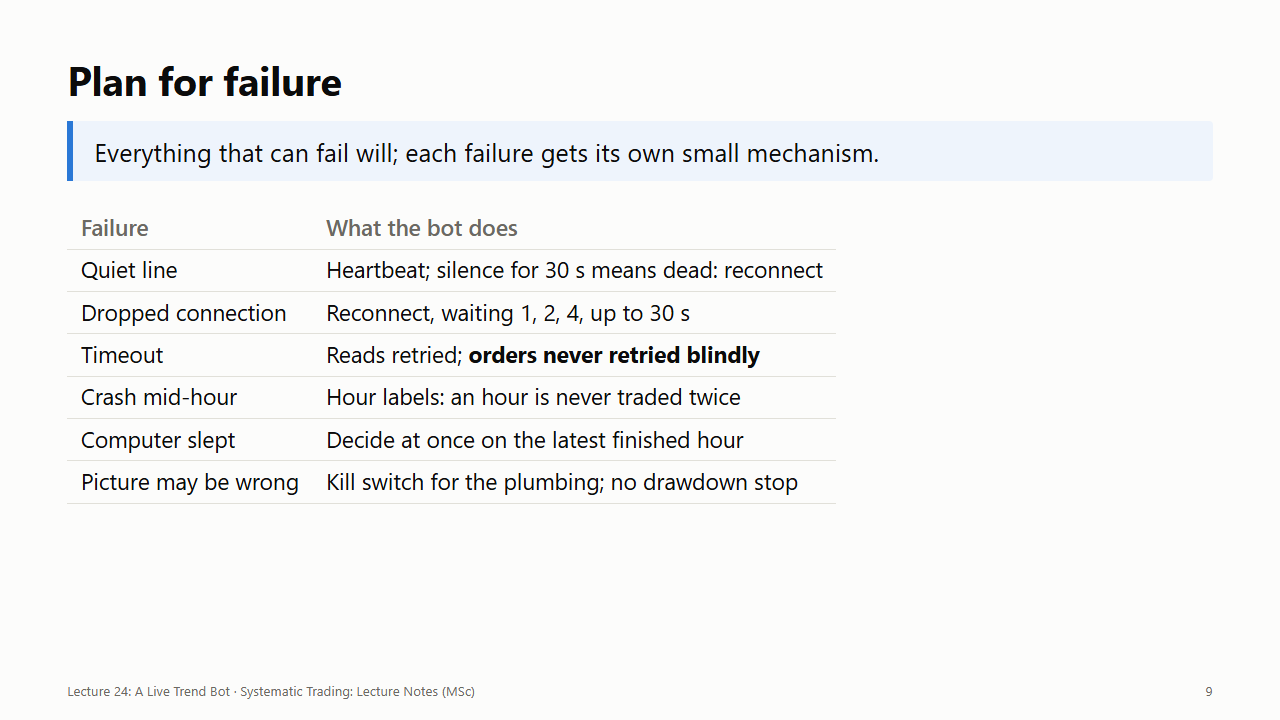 Plan for failure
Everything that can fail will; each failure gets its own small mechanism.
Failure What the bot does
Quiet line Heartbeat; silence for 30 s means dead: reconnect
Dropped connection Reconnect, waiting 1, 2, 4, up to 30 s
Timeout Reads retried; orders never retried blindly
Crash mid-hour Hour labels: an hour is never traded twice
Computer slept Decide at once on the latest finished hour
Picture may be wrong Kill switch for the plumbing; no drawdown stop
Lecture 24: A Live Trend Bot · Systematic Trading: Lecture Notes (MSc) 9